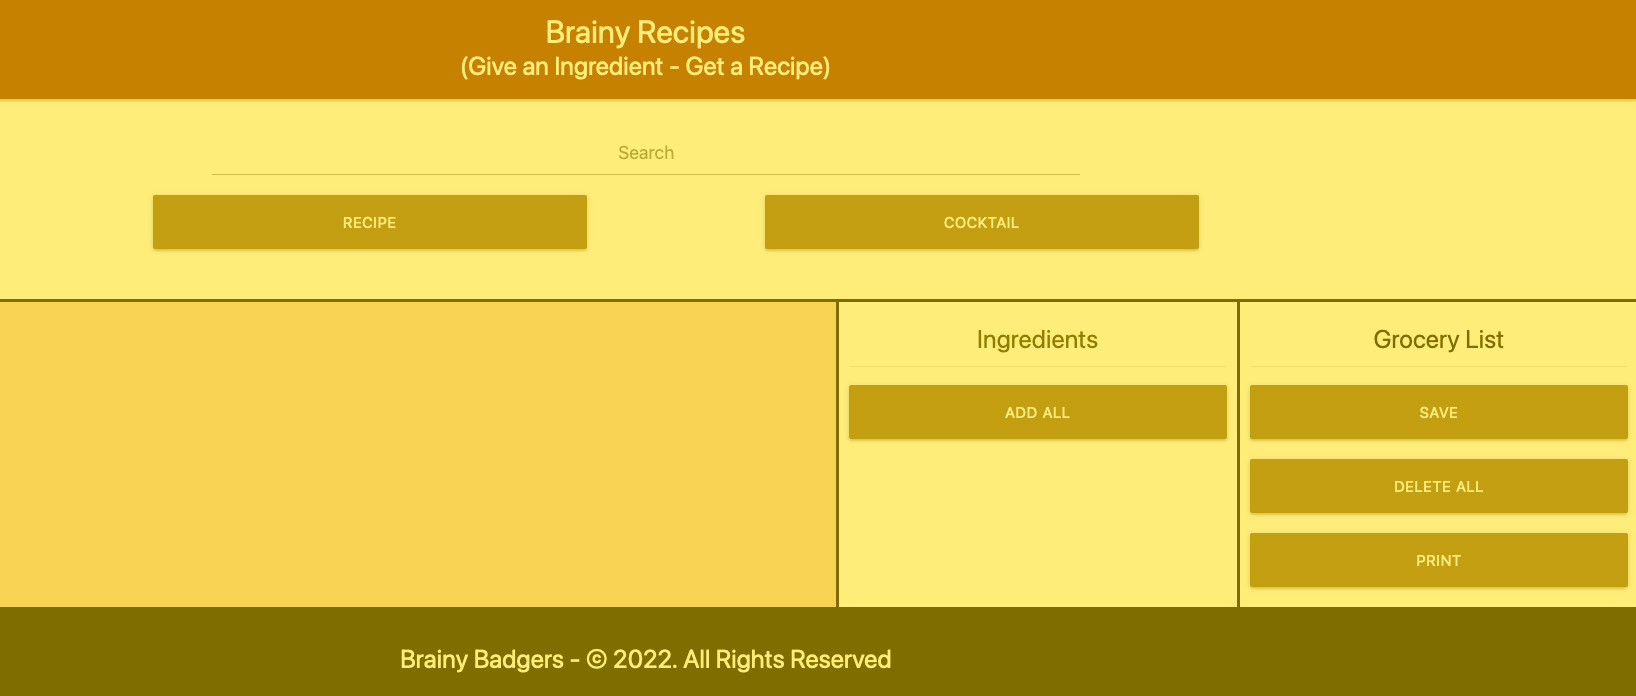 Brainy Recipes
(Give an Ingredient - Get a Recipe)
Search
RECIPE
COCKTAIL
Ingredients
ADD ALL
Grocery List
SAVE
DELETE ALL
PRINT
Brainy Badgers - © 2022. All Rights Reserved